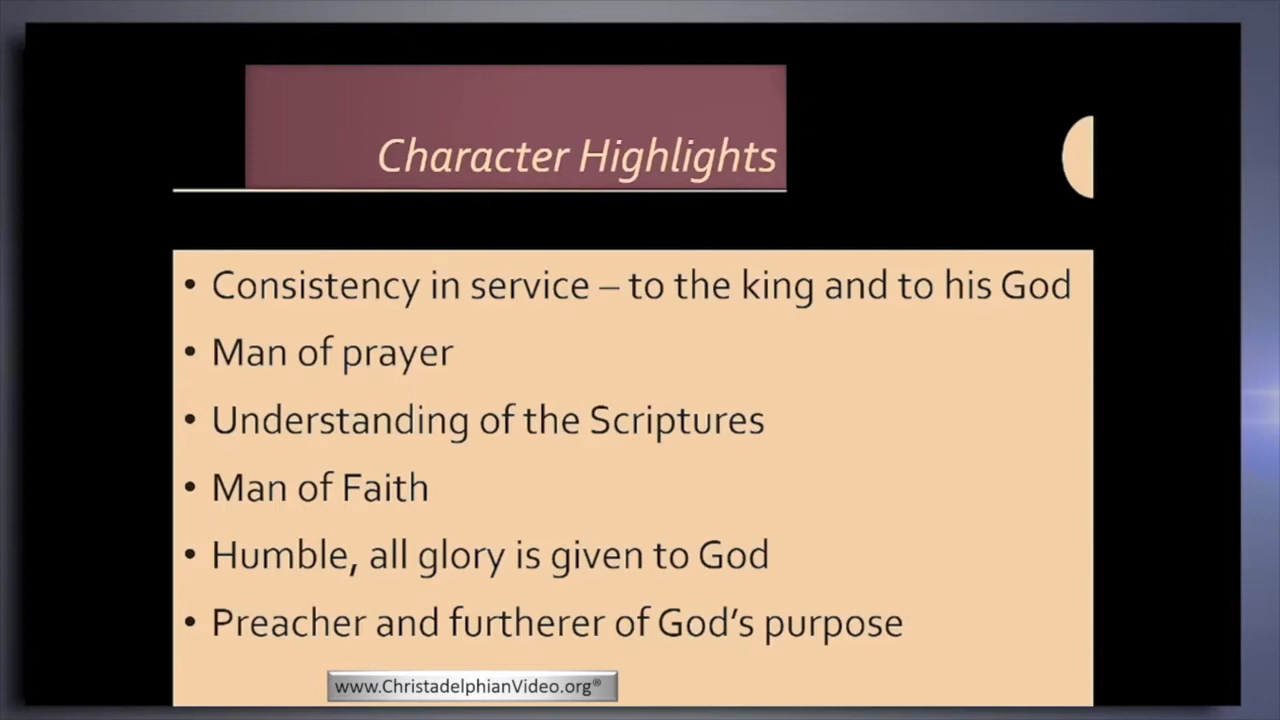 Character Highlights
• Consistency in service – to the king and to his God
• Man of prayer
• Understanding of the Scriptures
• Man of Faith
• Humble, all glory is given to God
• Preacher and furtherer of God's purpose
www.ChristadelphianVideo.org®